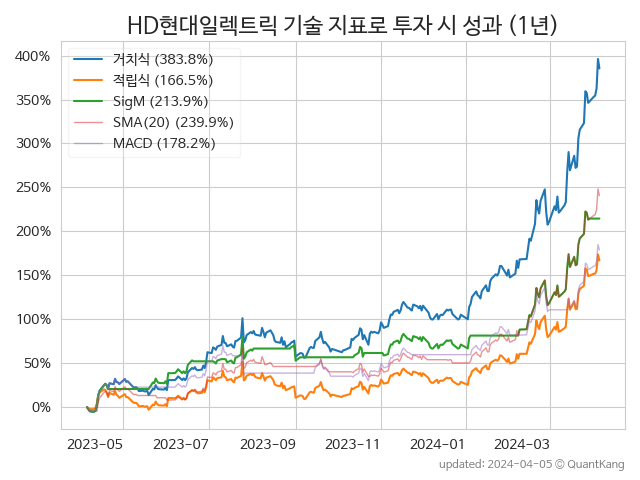 HD현대일렉트릭 기술 지표로 투자 시 성과 (1년)
400%
350%
300%
250%
200%
150%
100%
50%
0%
거치식 (383.8%)
적립식 (166.5%)
SigM (213.9%)
SMA(20) (239.9%)
MACD (178.2%)
2023-05 2023-07 2023-09 2023-11 2024-01 2024-03
updated: 2024-04-05 © QuantKang